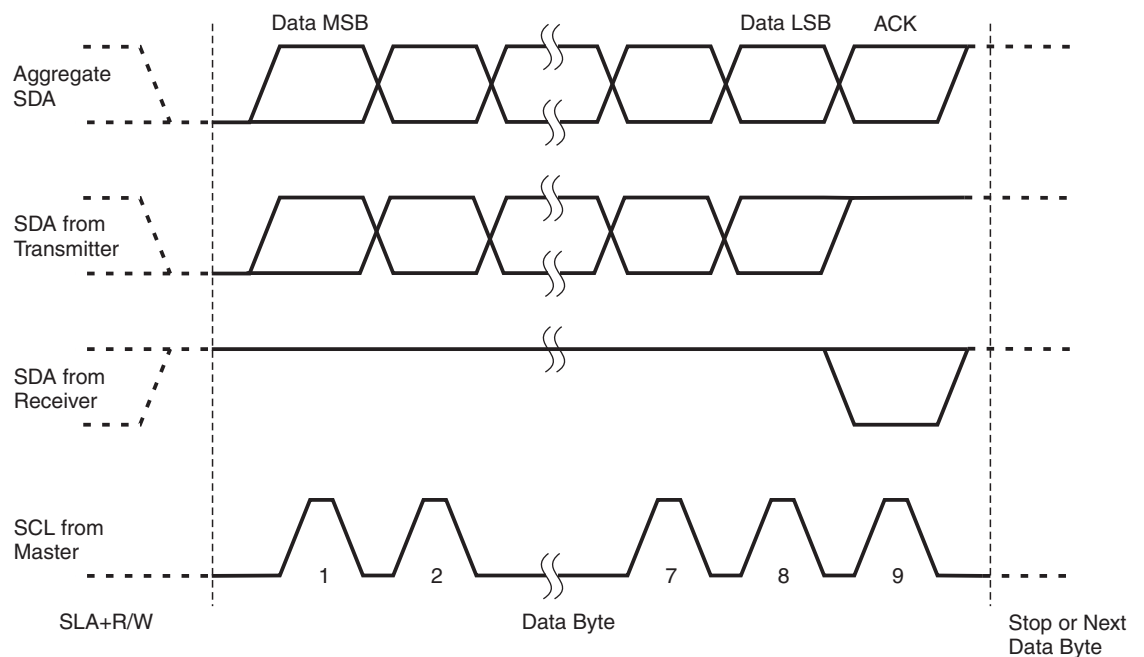 Data MSB
Data LSB
ACK
Aggregate
SDA
SDA from
Transmitter
SDA from
Receiver
SCL from
Master
1
2
7
8
9
SLA+R/W
Data Byte
Stop or Next
Data Byte